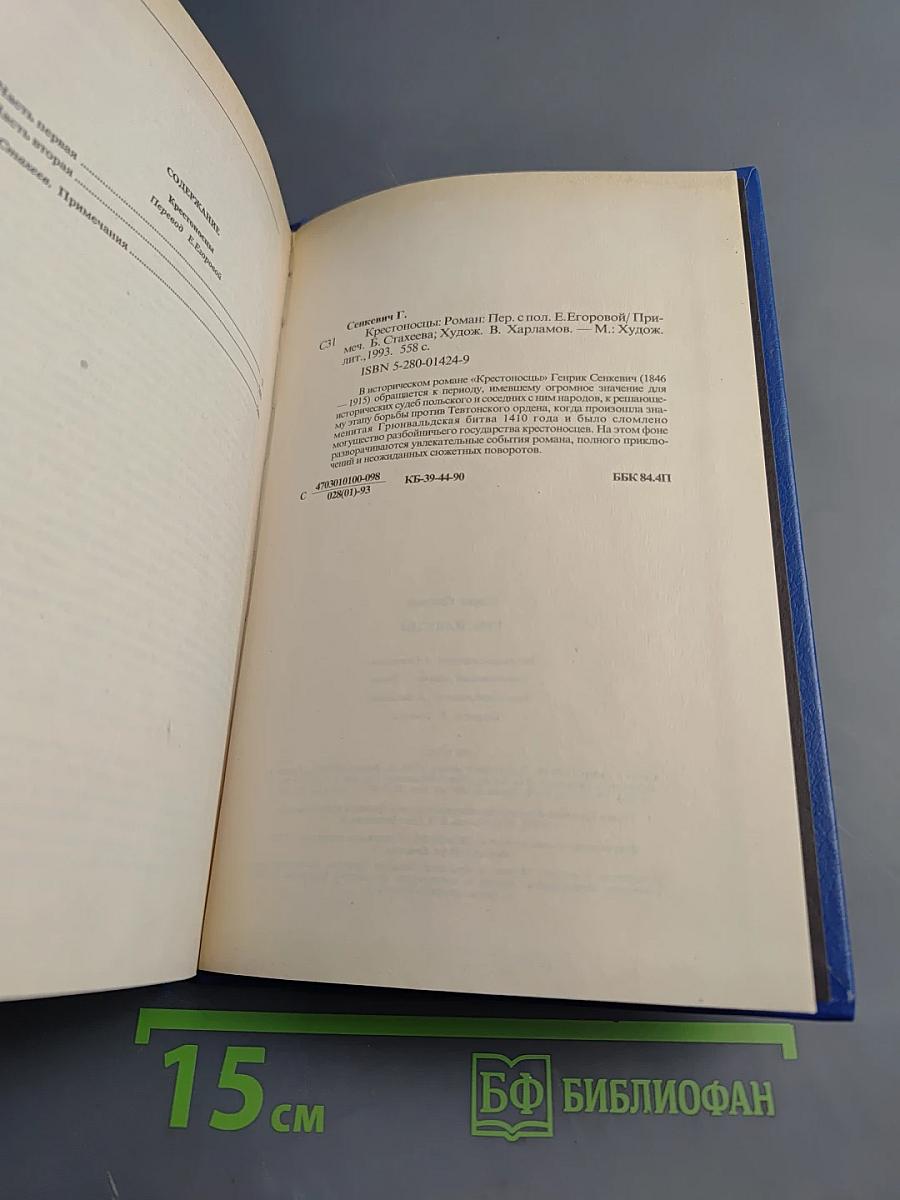 СОДЕРЖАНИЕ
Крестоносцы
Перевод Е.Егоровой
Часть первая
Часть вторая
Стахеев. Примечания
Сенкевич Г.
С31 Крестоносцы: Роман: Пер. с пол. Е.Егоровой/ При-
меч. Б. Стахеева; Худож. В. Харламов. — М.: Худож.
лит.,1993. 558 с.
ISBN 5-280-01424-9
В историческом романе «Крестоносцы» Генрик Сенкевич (1846
—1915) обращается к периоду, имевшему огромное значение для
исторических судеб польского и соседних с ним народов, к решающе-
му этапу борьбы против Тевтонского ордена, когда произошла зна-
менитая Грюнвальдская битва 1410 года и было сломлено
могущество разбойничьего государства крестоносцев. На этом фоне
разворачиваются увлекательные события романа, полного приклю-
чений и неожиданных сюжетных поворотов.
С 4703010100-098
028(01)-93
КБ-39-44-90
ББК 84.4П
15 см
БФ БИБЛИОФАН